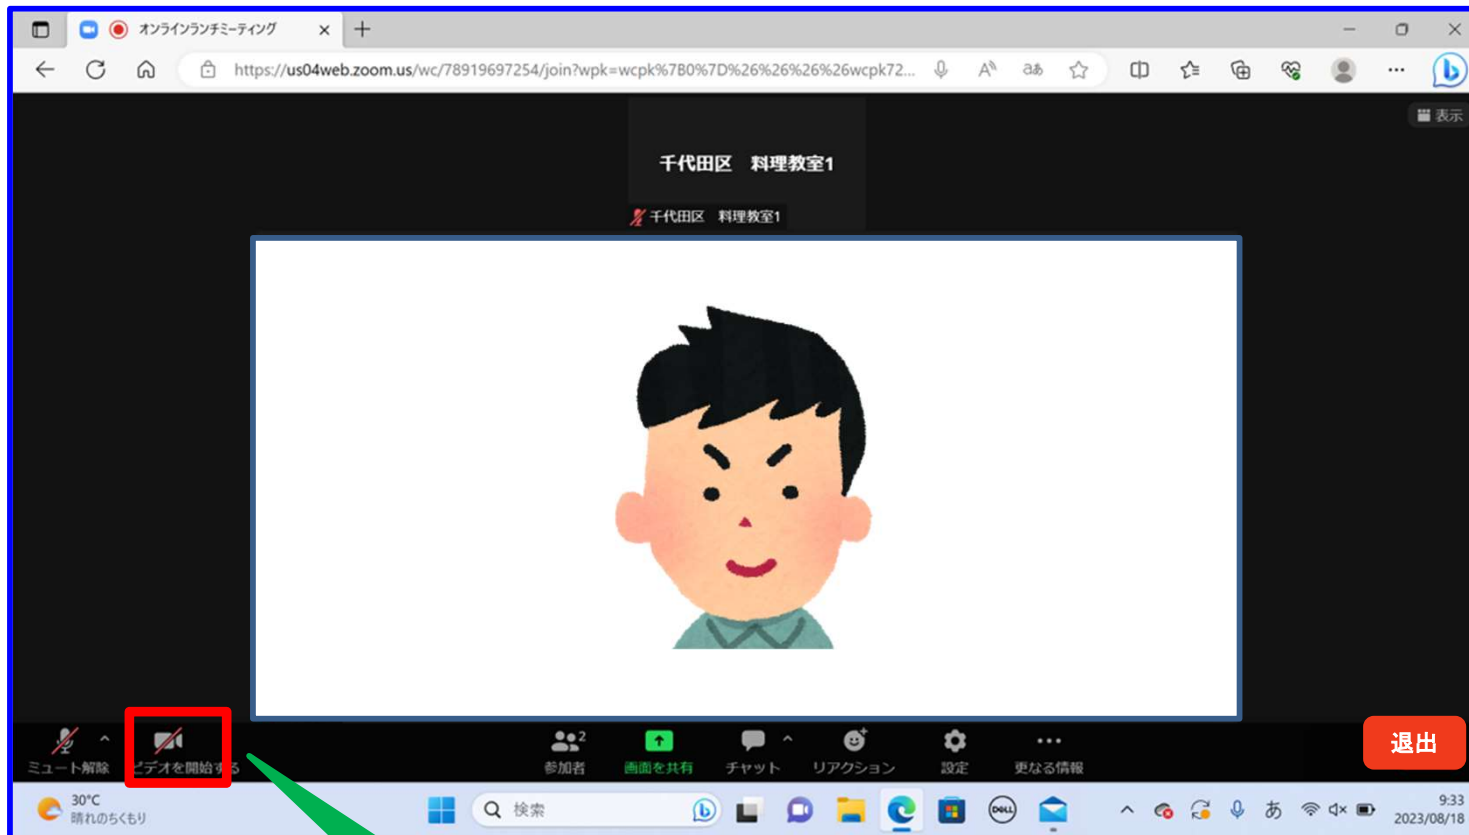 オンラインランチミーティング
https://us04web.zoom.us/wc/78919697254/join?wpk=wcpk%7B0%7D%26%26%26%26%26wcpk72...
表示
千代田区　料理教室1
千代田区　料理教室1
ミュート解除 ビデオを開始する 参加者 2 画面を共有 チャット リアクション 設定 更なる情報 退出
30°C
晴れのちくもり
検索
DELL
あ
9:33
2023/08/18